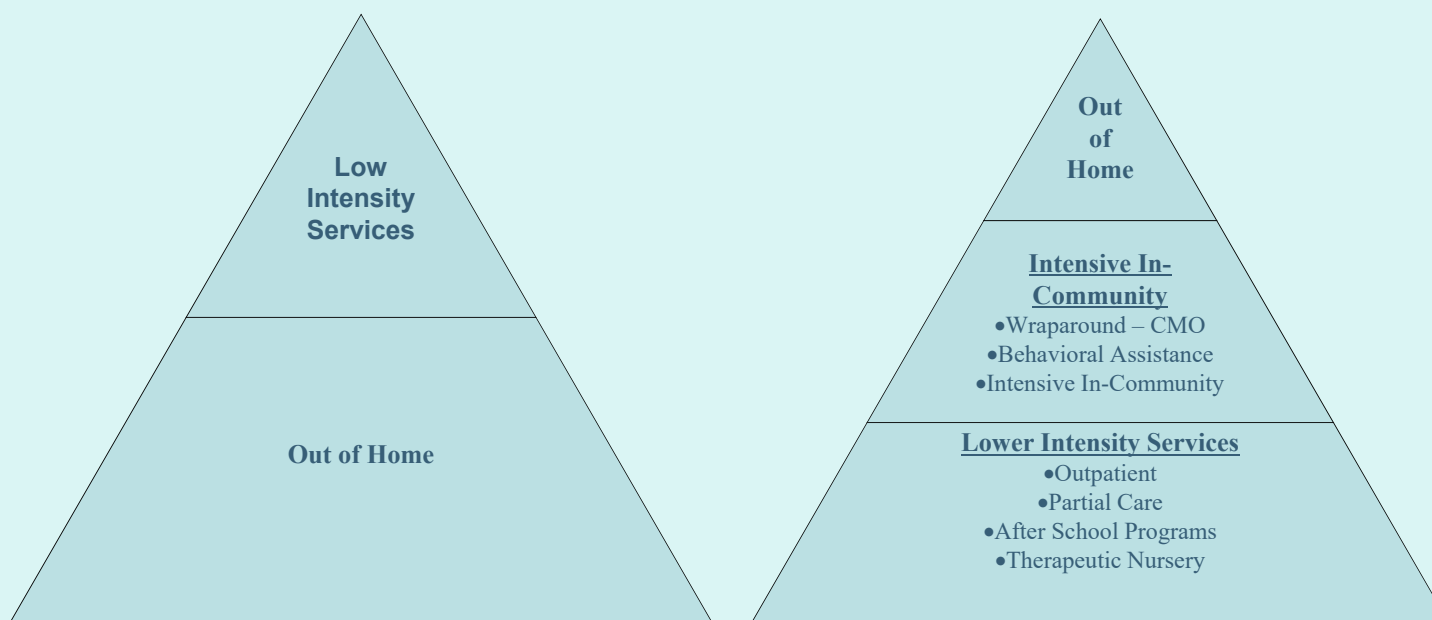 Low
Intensity
Services
Out of Home
Out
of
Home
Intensive In-
Community
•Wraparound – CMO
•Behavioral Assistance
•Intensive In-Community
Lower Intensity Services
•Outpatient
•Partial Care
•After School Programs
•Therapeutic Nursery